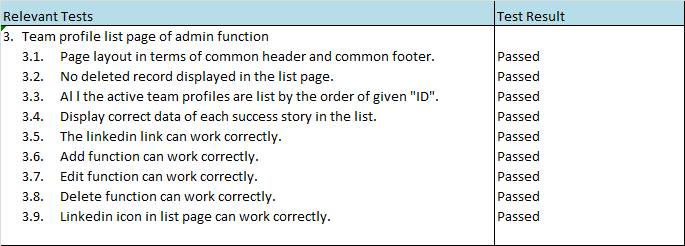 Relevant Tests Test Result
3. Team profile list page of admin function
3.1. Page layout in terms of common header and common footer. Passed
3.2. No deleted record displayed in the list page. Passed
3.3. Al l the active team profiles are list by the order of given "ID". Passed
3.4. Display correct data of each success story in the list. Passed
3.5. The linkedin link can work correctly. Passed
3.6. Add function can work correctly. Passed
3.7. Edit function can work correctly. Passed
3.8. Delete function can work correctly. Passed
3.9. Linkedin icon in list page can work correctly. Passed